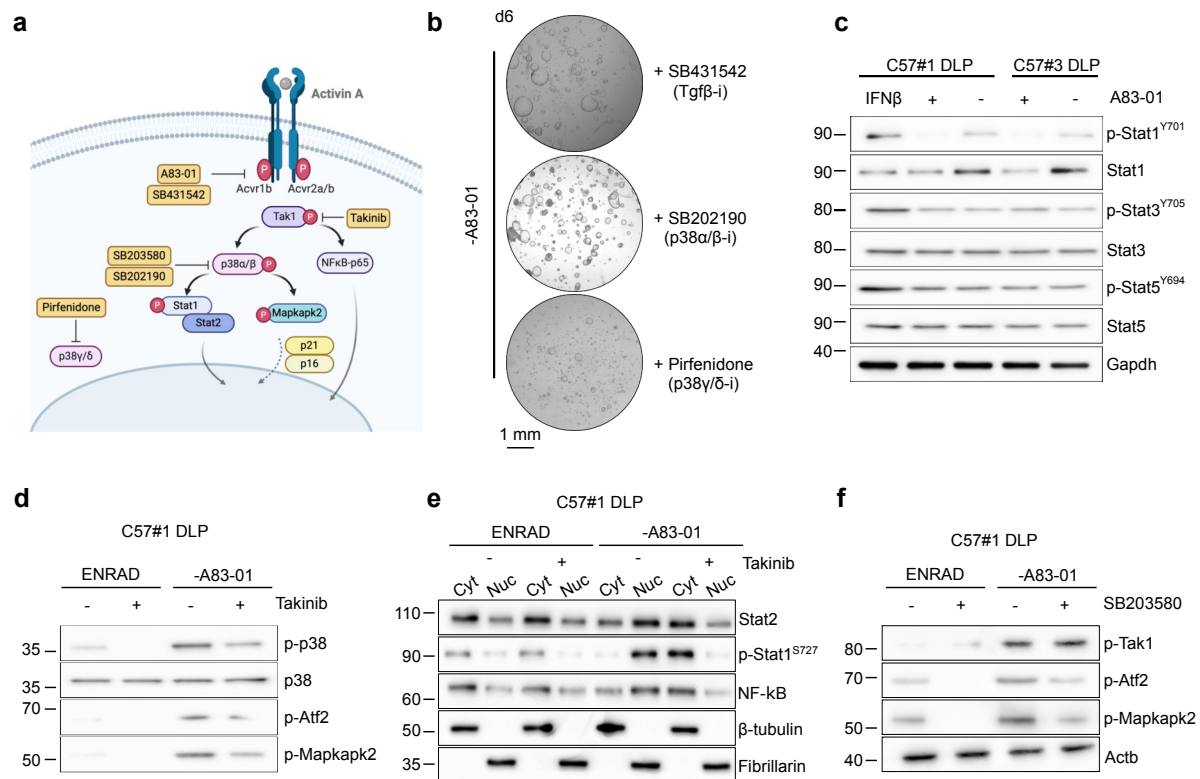 a
Activin A
P
P
A83-01
SB431542
Acvr1b
Acvr2a/b
Tak1
P
Takinib
SB203580
SB202190
p38α/β
P
NFκB-p65
Pirfenidone
p38γ/δ
P
Stat1
Stat2
P
Mapkapk2
p21
p16
b
d6
-A83-01
+ SB431542
(Tgfβ-i)
+ SB202190
(p38α/β-i)
+ Pirfenidone
(p38γ/δ-i)
1 mm
c
C57#1 DLP C57#3 DLP
IFNβ + - + - A83-01
90 p-Stat1Y701
90 Stat1
80 p-Stat3Y705
80 Stat3
90 p-Stat5Y694
90 Stat5
40 Gapdh
d
C57#1 DLP
ENRAD -A83-01
- + - + Takinib
35 p-p38
35 p38
70 p-Atf2
50 p-Mapkapk2
e
C57#1 DLP
ENRAD -A83-01
- + - + Takinib
Cyt Nuc Cyt Nuc Cyt Nuc Cyt Nuc
110 Stat2
90 p-Stat1S727
60 NF-kB
50 β-tubulin
35 Fibrillarin
f
C57#1 DLP
ENRAD -A83-01
- + - + SB203580
80 p-Tak1
70 p-Atf2
50 p-Mapkapk2
40 Actb